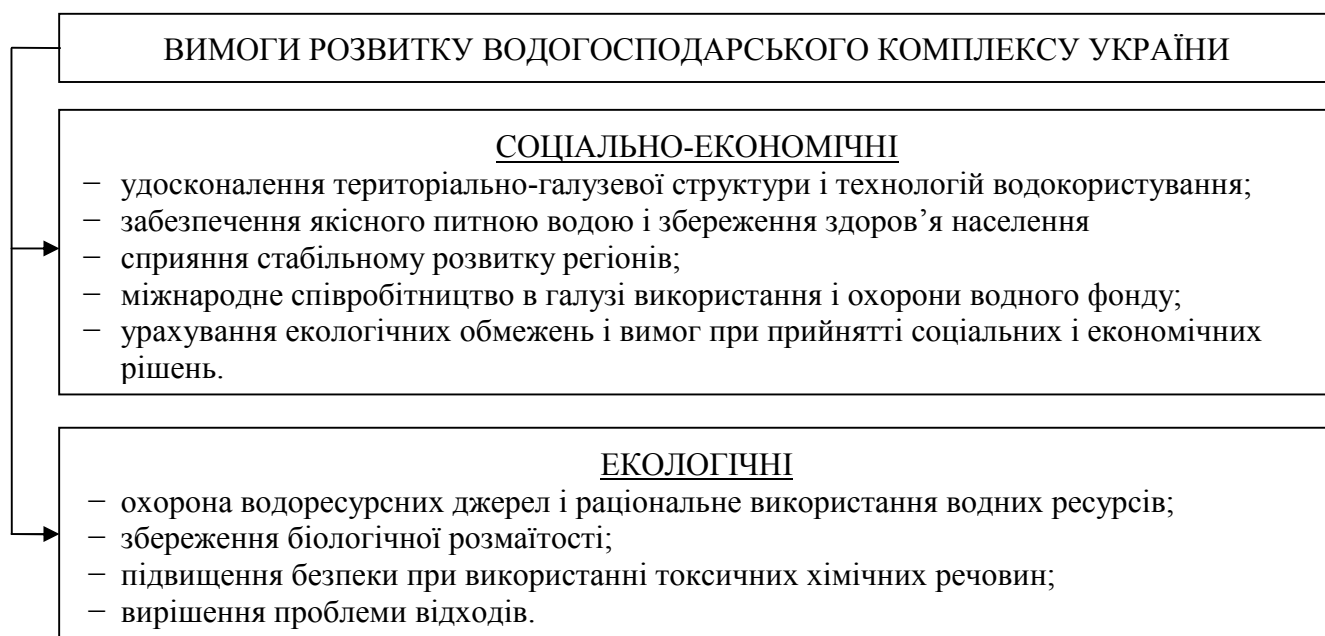 ВИМОГИ РОЗВИТКУ ВОДОГОСПОДАРСЬКОГО КОМПЛЕКСУ УКРАЇНИ
СОЦІАЛЬНО-ЕКОНОМІЧНІ
− удосконалення територіально-галузевої структури і технологій водокористування;
− забезпечення якісного питною водою і збереження здоров’я населення
− сприяння стабільному розвитку регіонів;
− міжнародне співробітництво в галузі використання і охорони водного фонду;
− урахування екологічних обмежень і вимог при прийнятті соціальних і економічних
рішень.
ЕКОЛОГІЧНІ
− охорона водоресурсних джерел і раціональне використання водних ресурсів;
− збереження біологічної розмаїтості;
− підвищення безпеки при використанні токсичних хімічних речовин;
− вирішення проблеми відходів.